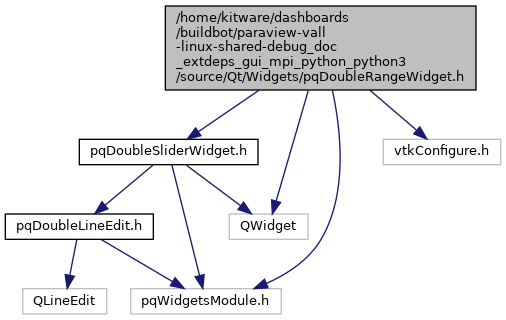 /home/kitware/dashboards
/buildbot/paraview-vall
-linux-shared-debug_doc
_extdeps_gui_mpi_python_python3
/source/Qt/Widgets/pqDoubleRangeWidget.h
pqDoubleSliderWidget.h
vtkConfigure.h
pqDoubleLineEdit.h
QWidget
QLineEdit
pqWidgetsModule.h